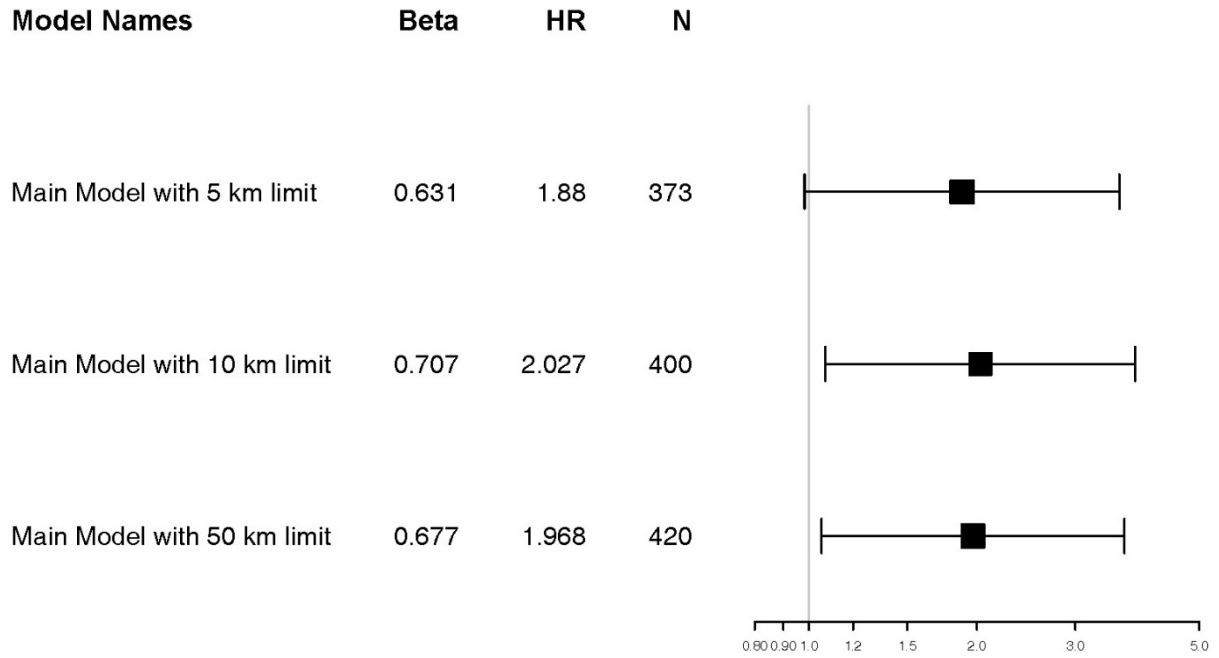 Model Names Beta HR N
Main Model with 5 km limit 0.631 1.88 373
Main Model with 10 km limit 0.707 2.027 400
Main Model with 50 km limit 0.677 1.968 420
0.80 0.90 1.0 1.2 1.5 2.0 3.0 5.0